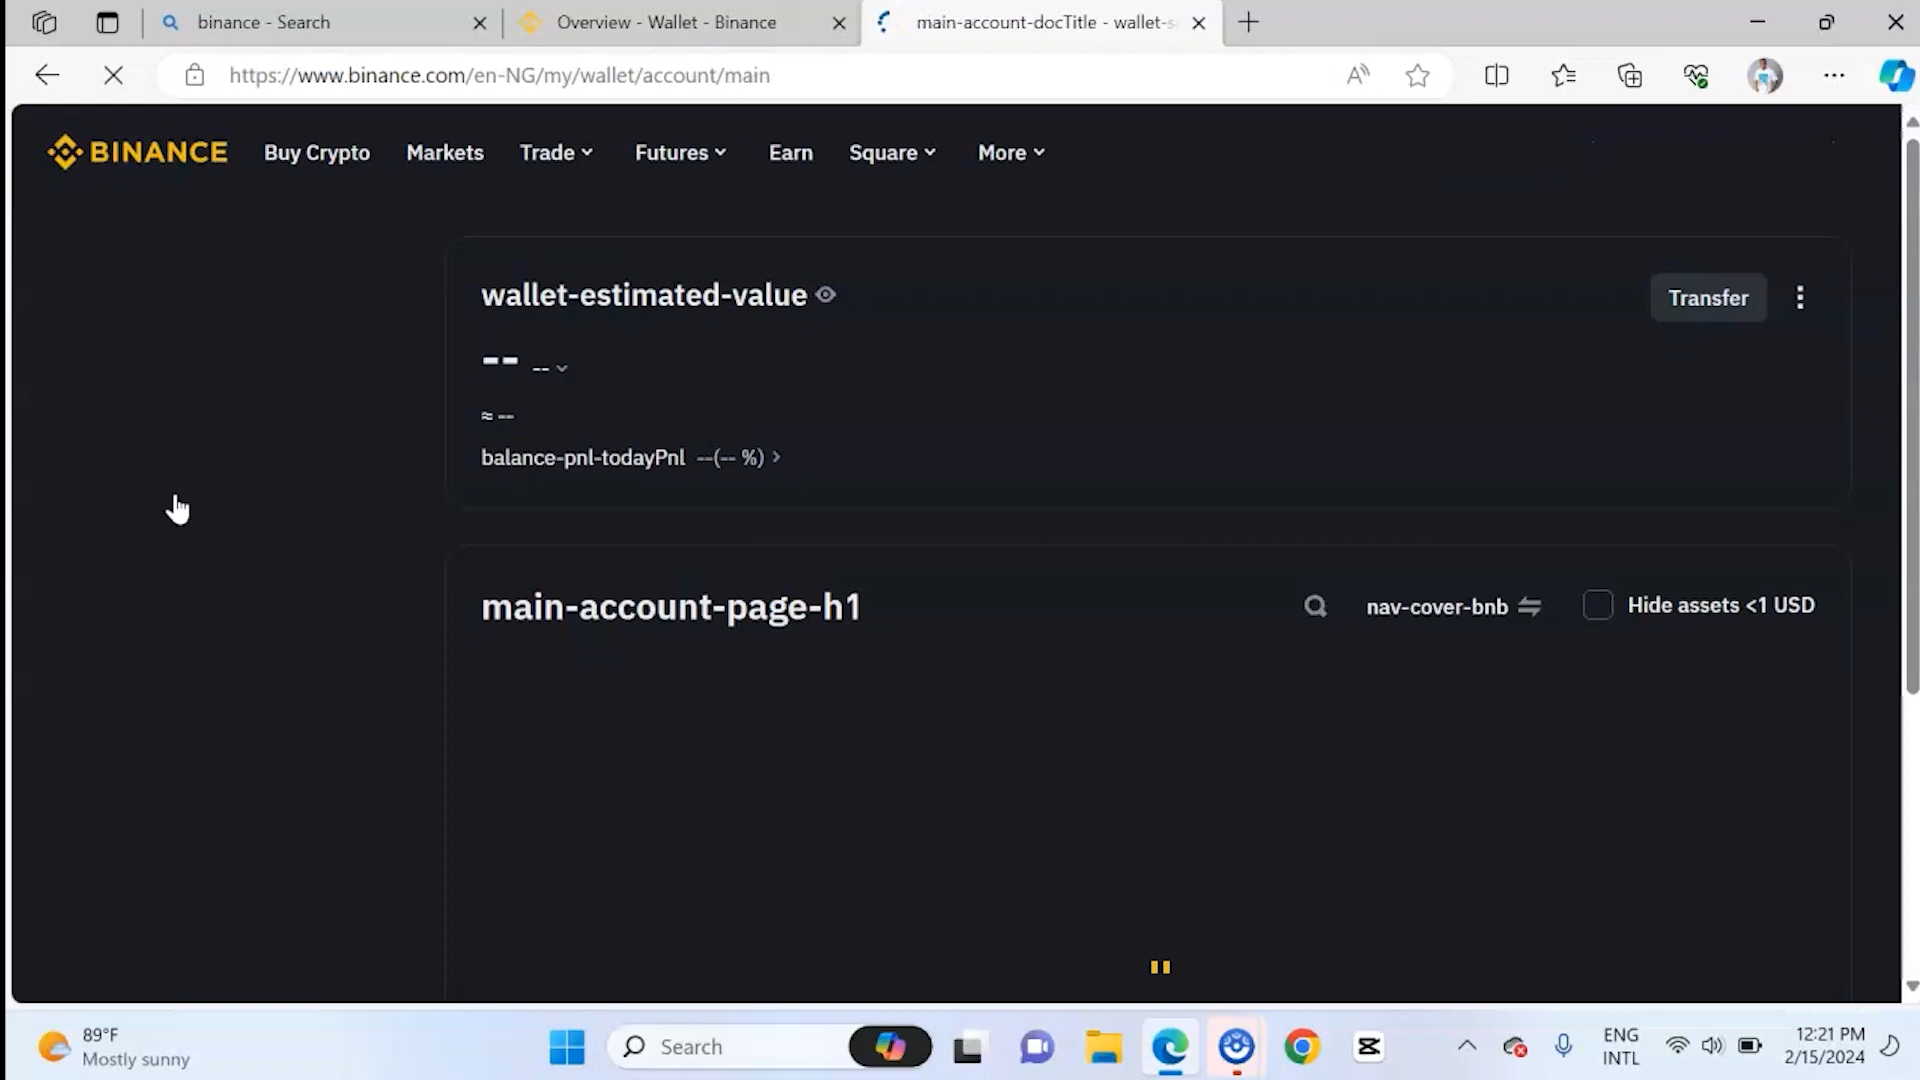 binance - Search
Overview - Wallet - Binance
main-account-docTitle - wallet-s
https://www.binance.com/en-NG/my/wallet/account/main
BINANCE Buy Crypto Markets Trade Futures Earn Square More
wallet-estimated-value
Transfer
-- --
≈ --
balance-pnl-todayPnl --(-- %)
main-account-page-h1
nav-cover-bnb
Hide assets <1 USD
89°F
Mostly sunny
Search
ENG
INTL
12:21 PM
2/15/2024